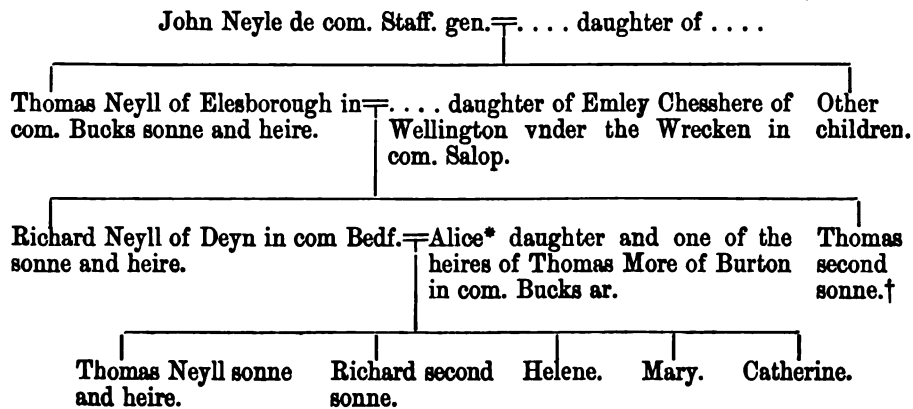 John Neyle de com. Staff. gen.=. . . . daughter of . . . .
Thomas Neyll of Elesborough in=. . . . daughter of Emley Chesshere of
com. Bucks sonne and heire.
Wellington vnder the Wrecken in
com. Salop.
Other
children.
Richard Neyll of Deyn in com Bedf.=Alice* daughter and one of the
sonne and heire.
heires of Thomas More of Burton
in com. Bucks ar.
Thomas
second
sonne.†
Thomas Neyll sonne
and heire.
Richard second
sonne.
Helene.
Mary.
Catherine.